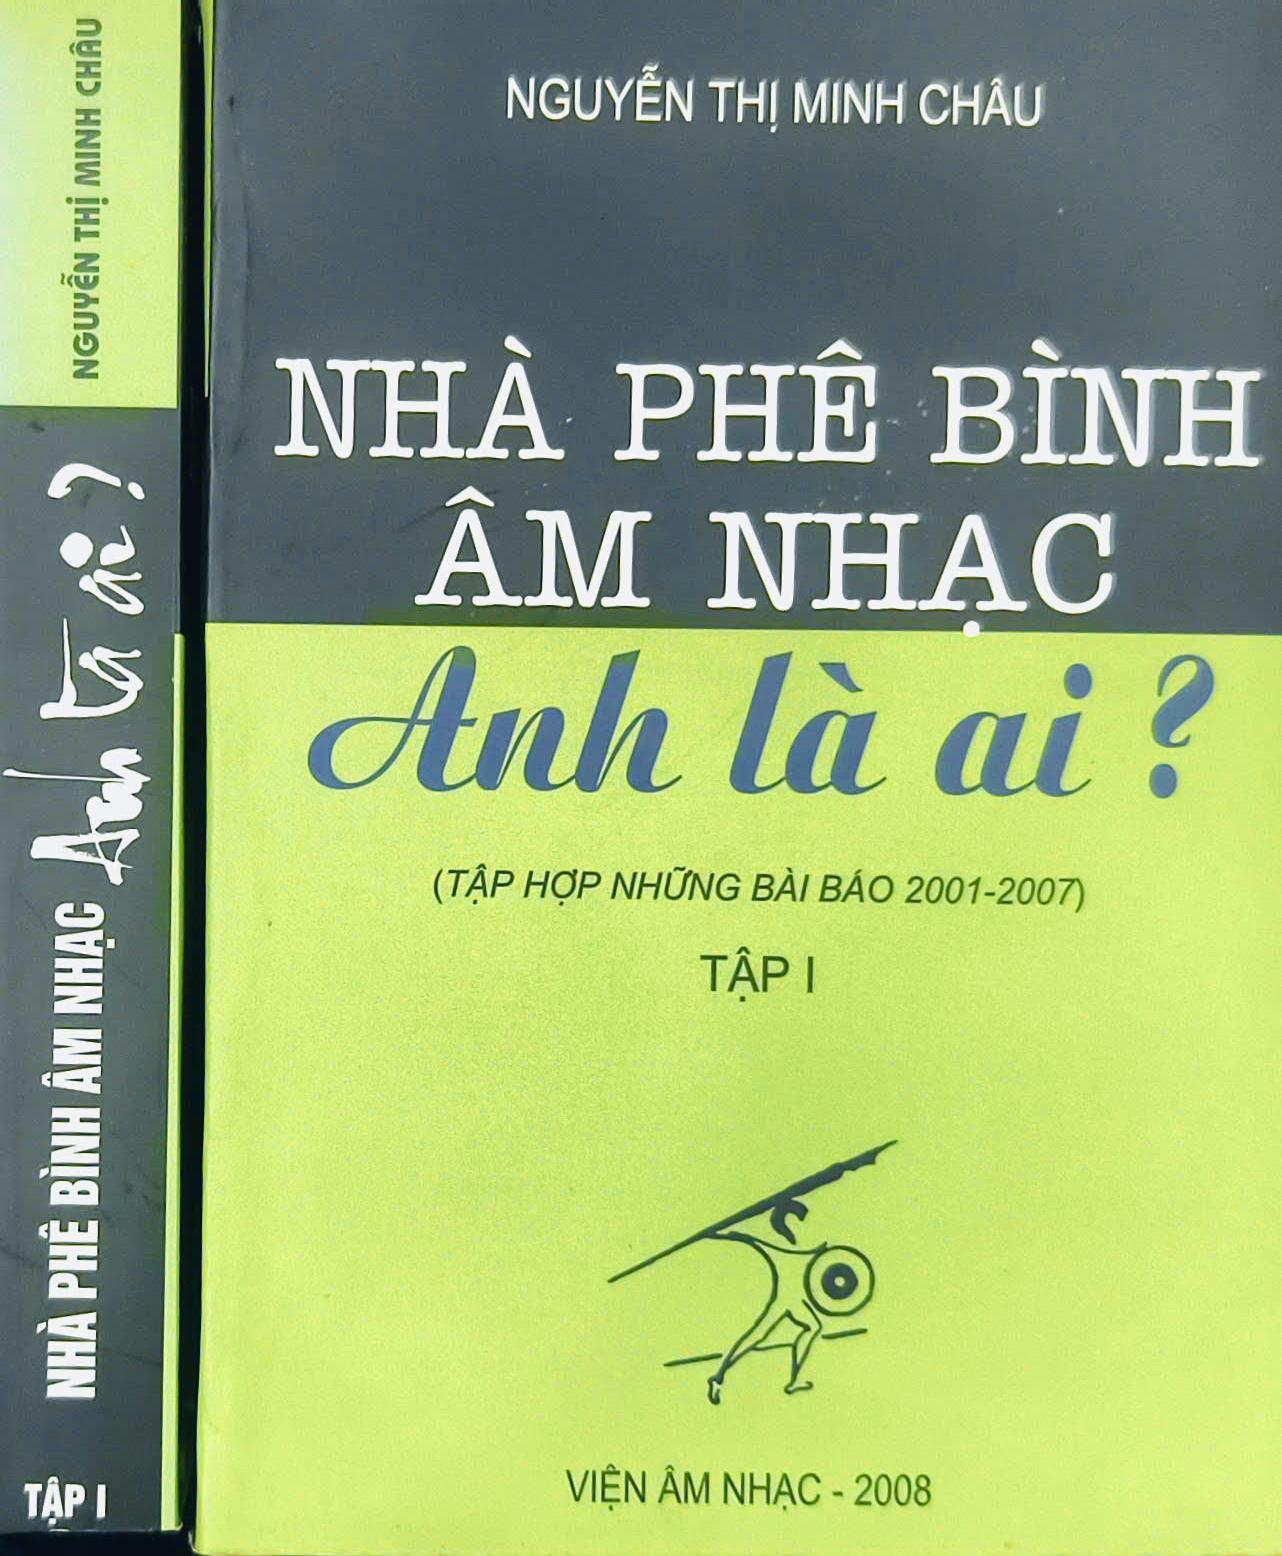 NGUYỄN THỊ MINH CHÂU
NHÀ PHÊ BÌNH ÂM NHẠC Anh là ai?
TẬP I
NGUYỄN THỊ MINH CHÂU
NHÀ PHÊ BÌNH
ÂM NHẠC
Anh là ai ?
(TẬP HỢP NHỮNG BÀI BÁO 2001-2007)
TẬP I
VIỆN ÂM NHẠC - 2008